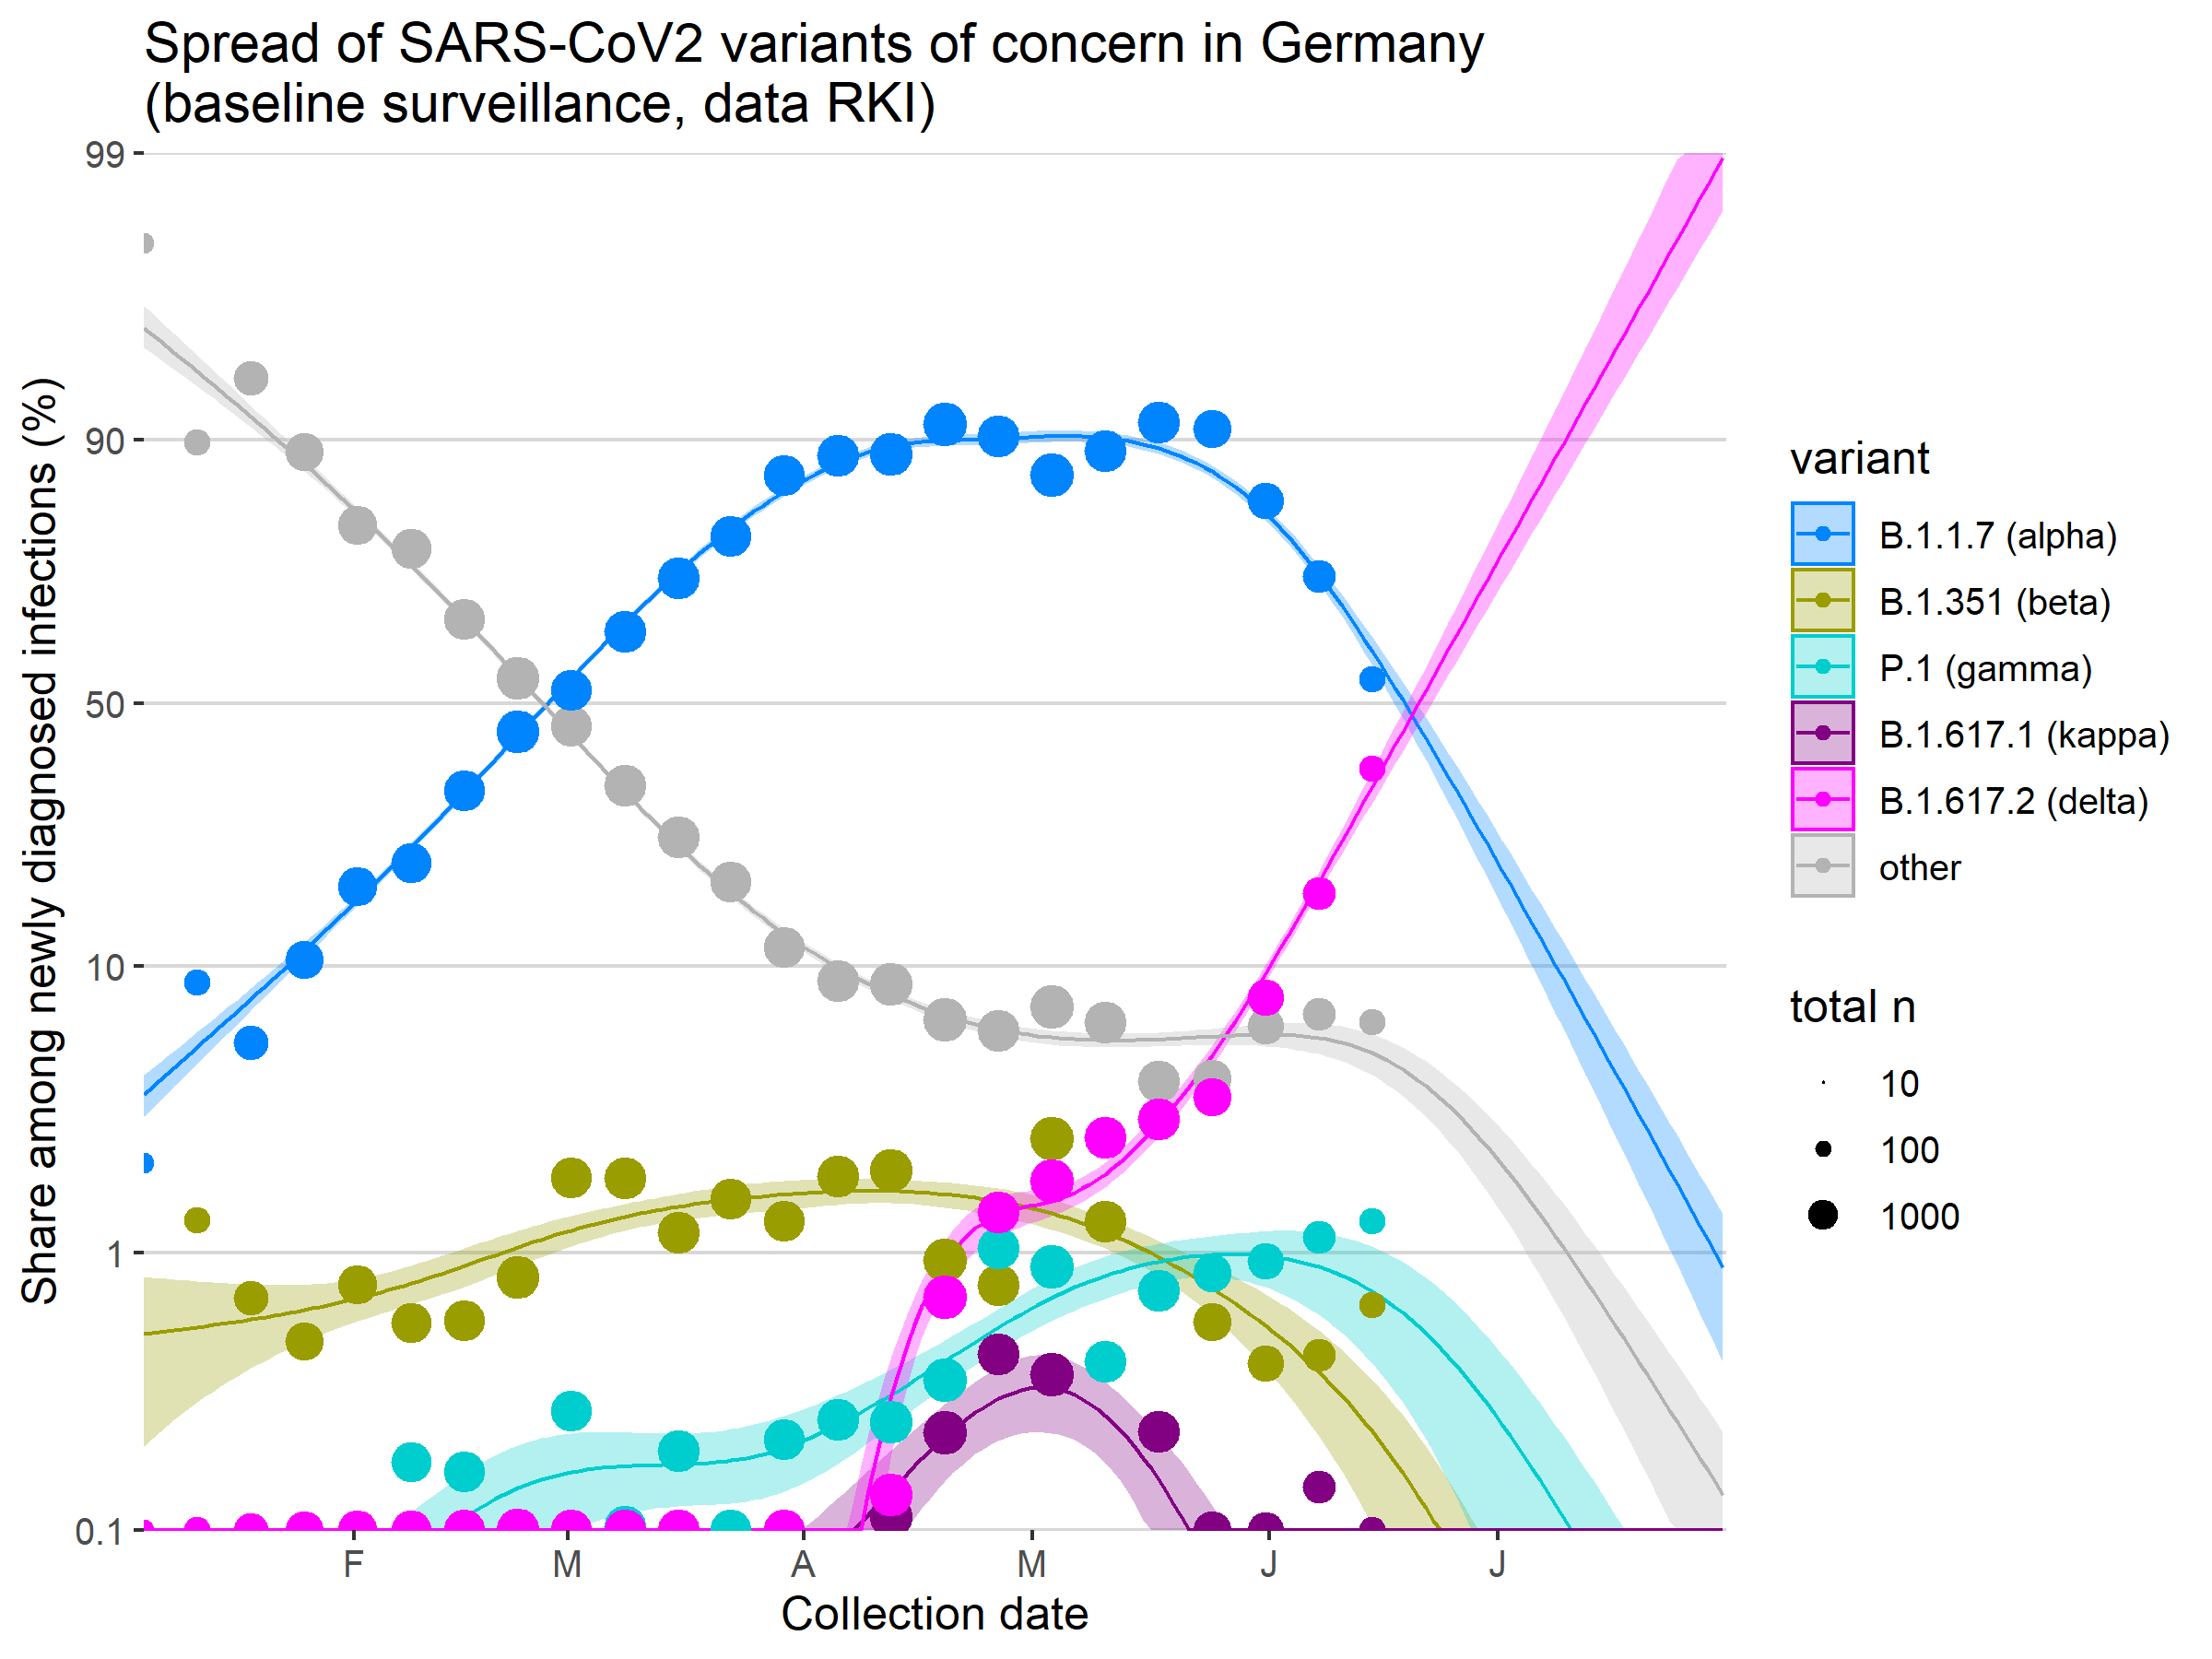 Spread of SARS-CoV2 variants of concern in Germany
(baseline surveillance, data RKI)
Share among newly diagnosed infections (%)
99
90
50
10
1
0.1
F
M
A
M
J
J
Collection date
variant
B.1.1.7 (alpha)
B.1.351 (beta)
P.1 (gamma)
B.1.617.1 (kappa)
B.1.617.2 (delta)
other
total n
10
100
1000